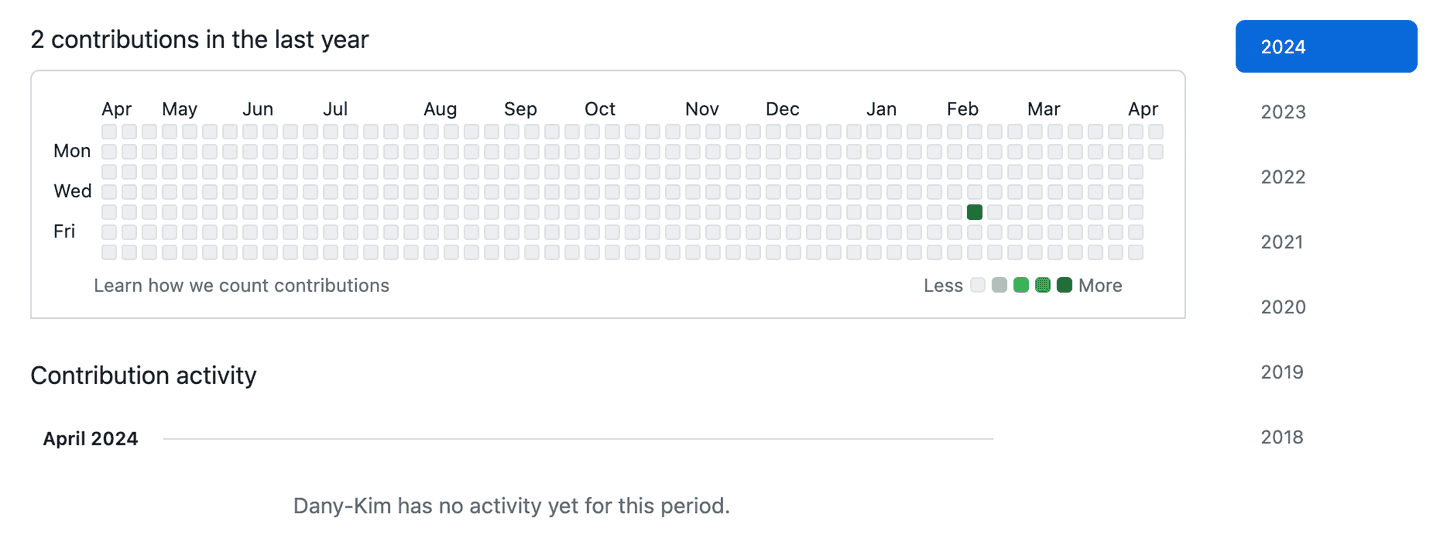 2 contributions in the last year
Apr May Jun Jul Aug Sep Oct Nov Dec Jan Feb Mar Apr
Mon
Wed
Fri
Learn how we count contributions
Less More
2024
2023
2022
2021
2020
2019
2018
Contribution activity
April 2024
Dany-Kim has no activity yet for this period.